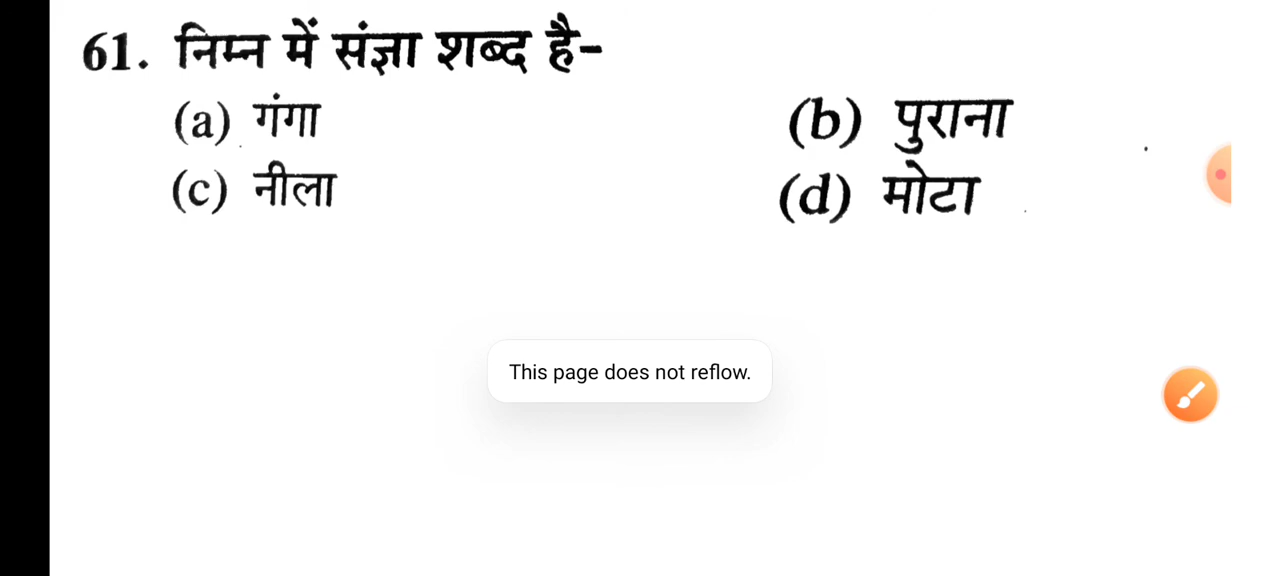 61. निम्न में संज्ञा शब्द है-
(a) गंगा (b) पुराना
(c) नीला (d) मोटा
This page does not reflow.